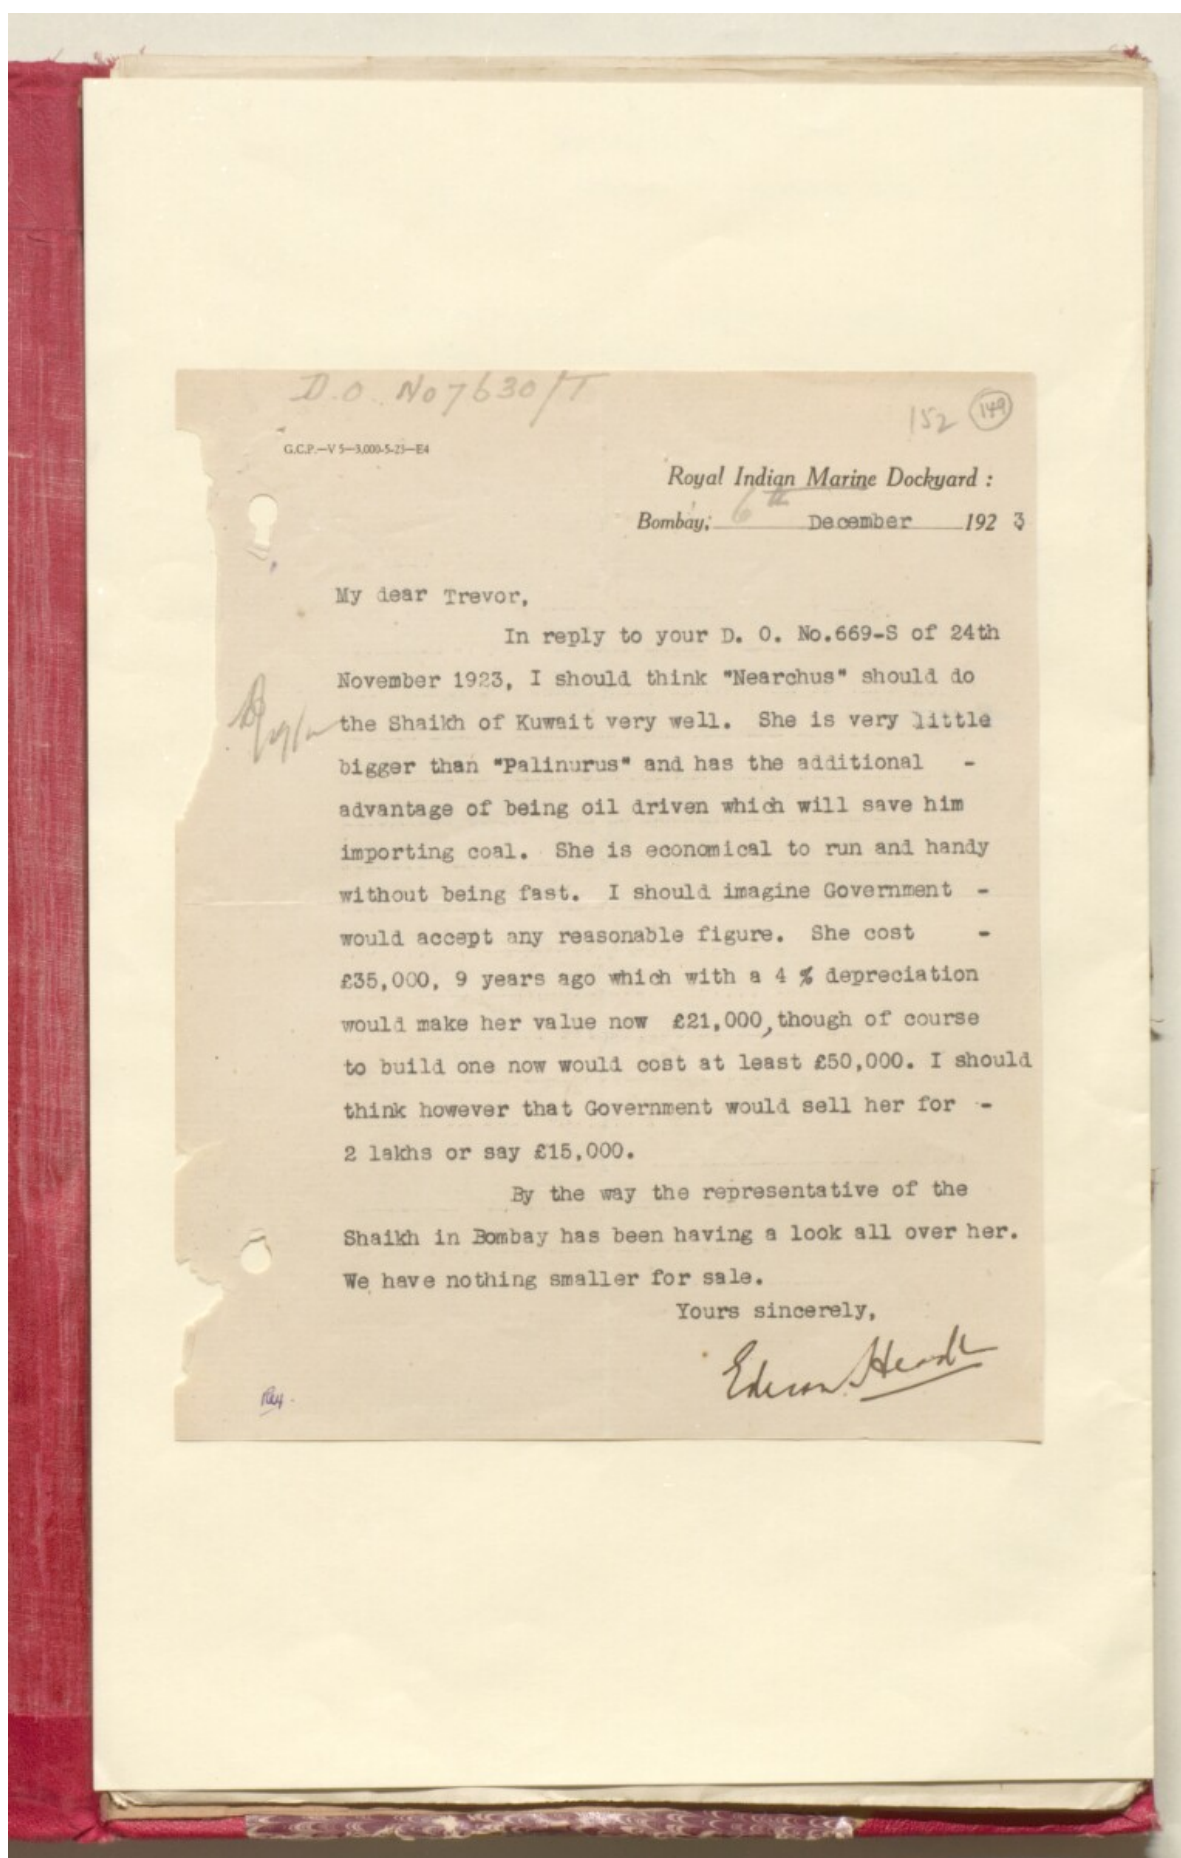 D.O. No 7630/T
152 149
G.C.P.—V 5—3,000-5-23—E4
Royal Indian Marine Dockyard :
Bombay, 6th December 1923
My dear Trevor,
In reply to your D. O. No.669-S of 24th
November 1923, I should think "Nearchus" should do
the Shaikh of Kuwait very well. She is very little
bigger than "Palinurus" and has the additional -
advantage of being oil driven which will save him
importing coal. She is economical to run and handy
without being fast. I should imagine Government -
would accept any reasonable figure. She cost -
£35,000, 9 years ago which with a 4 % depreciation
would make her value now £21,000, though of course
to build one now would cost at least £50,000. I should
think however that Government would sell her for -
2 lakhs or say £15,000.
By the way the representative of the
Shaikh in Bombay has been having a look all over her.
We have nothing smaller for sale.
Yours sincerely,